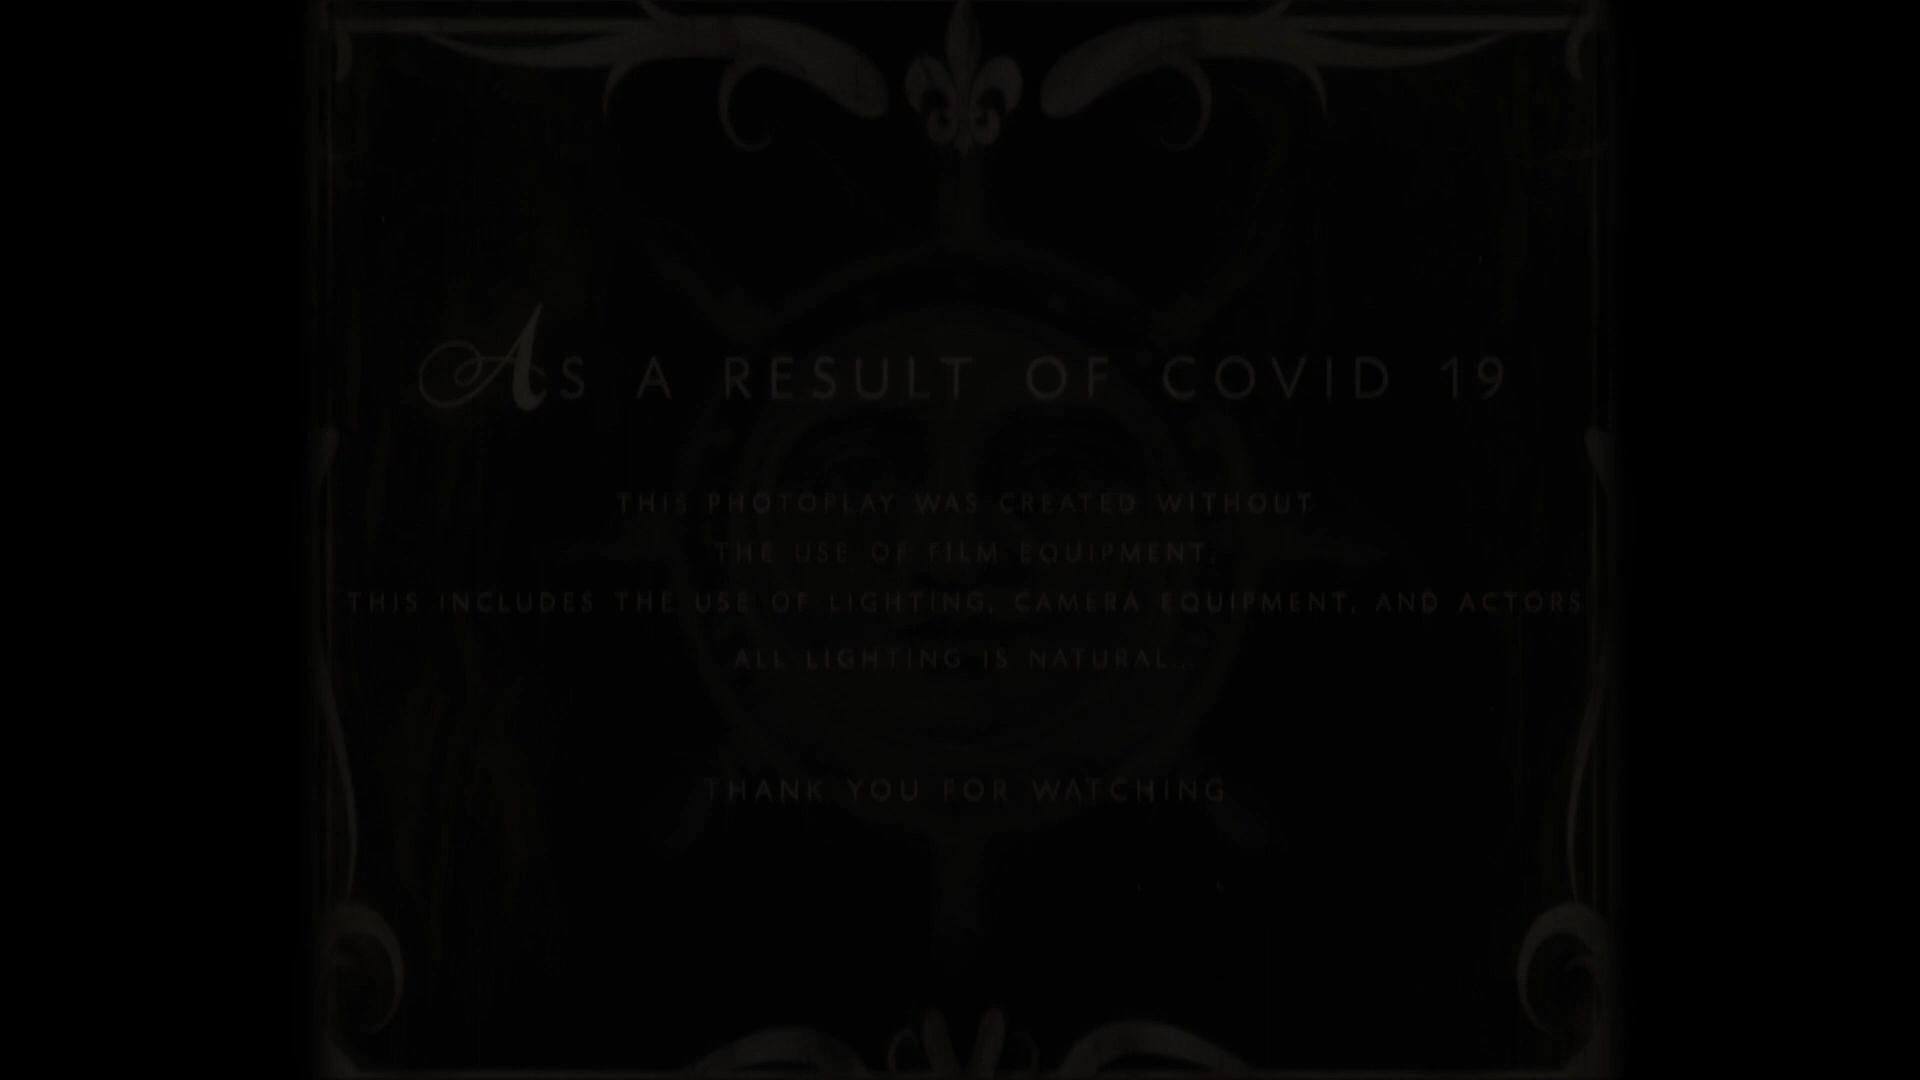 As A RESULT OF COVID 19
THIS PHOTOPLAY WAS CREATED WITHOUT
THE USE OF FILM EQUIPMENT.
THIS INCLUDES THE USE OF LIGHTING, CAMERA EQUIPMENT, AND ACTORS
ALL LIGHTING IS NATURAL...
THANK YOU FOR WATCHING